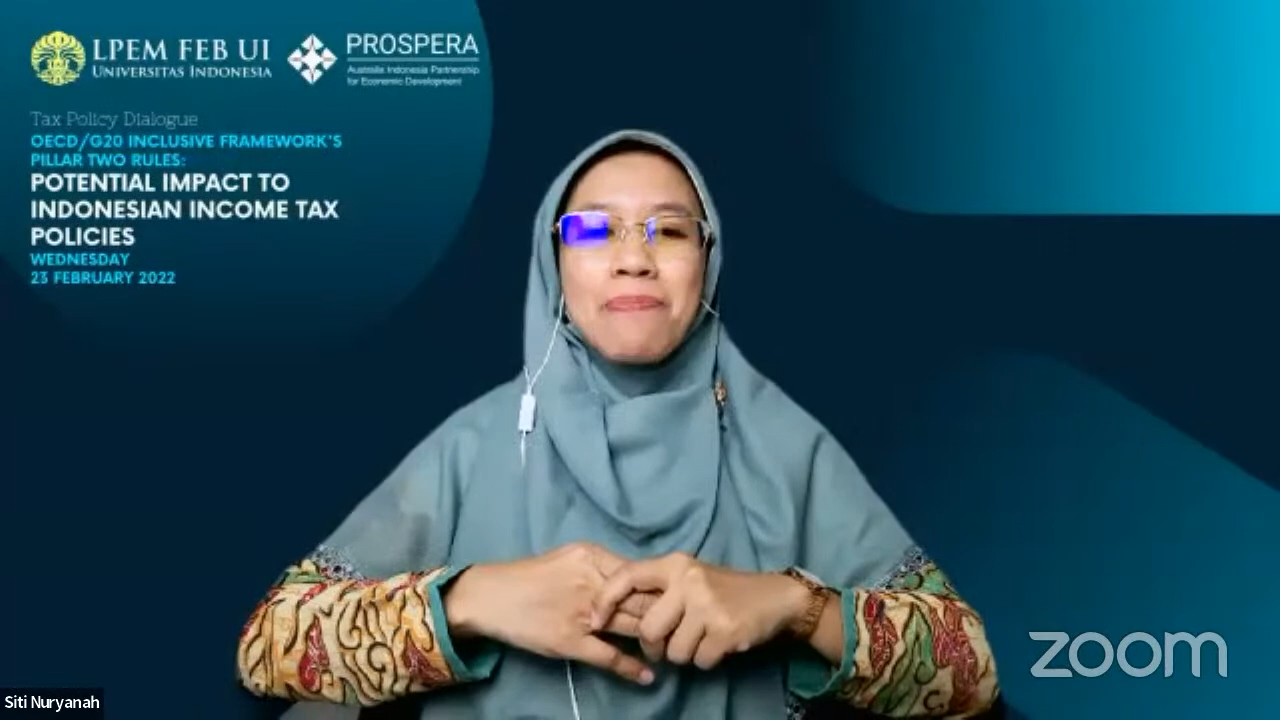 LPEM FEB UI
UNIVERSITAS INDONESIA
PROSPERA
Australia Indonesia Partnership
for Economic Development
Tax Policy Dialogue
OECD/G20 INCLUSIVE FRAMEWORK'S
PILLAR TWO RULES:
POTENTIAL IMPACT TO
INDONESIAN INCOME TAX
POLICIES
WEDNESDAY
23 FEBRUARY 2022
zoom
Siti Nuryanah